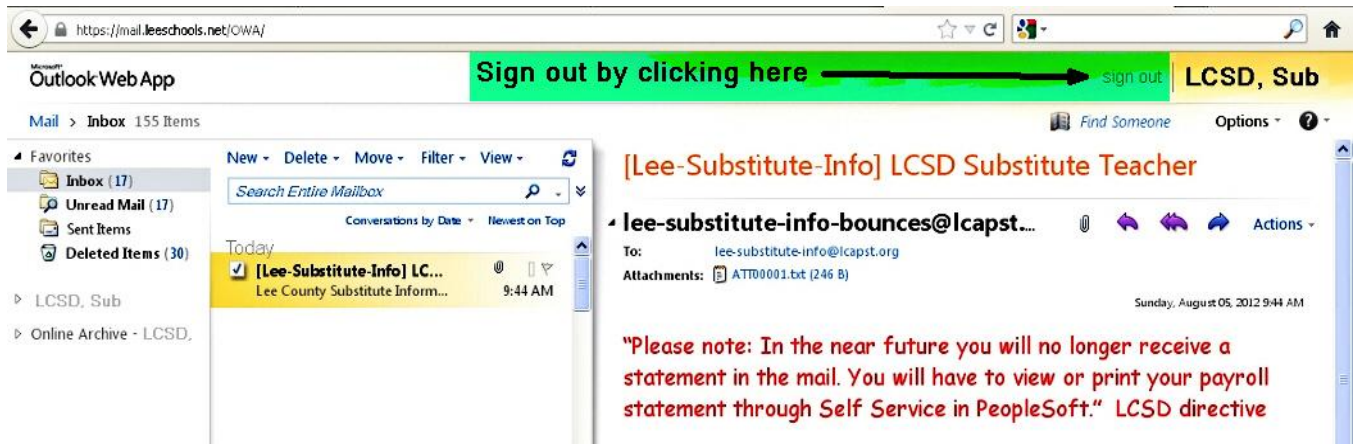 https://mail.leeschools.net/OWA/
Microsoft
Outlook Web App
Sign out by clicking here
sign out
LCSD, Sub
Mail > Inbox 155 Items
Find Someone
Options
Favorites
Inbox (17)
Unread Mail (17)
Sent Items
Deleted Items (30)
LCSD, Sub
Online Archive - LCSD,
New Delete Move Filter View
Search Entire Mailbox
Conversations by Date Newest on Top
Today
[Lee-Substitute-Info] LC...
Lee County Substitute Inform... 9:44 AM
[Lee-Substitute-Info] LCSD Substitute Teacher
lee-substitute-info-bounces@lcapst...
Actions
To: lee-substitute-info@lcapst.org
Attachments: ATT00001.txt (246 B)
Sunday, August 05, 2012 9:44 AM
"Please note: In the near future you will no longer receive a
statement in the mail. You will have to view or print your payroll
statement through Self Service in PeopleSoft." LCSD directive